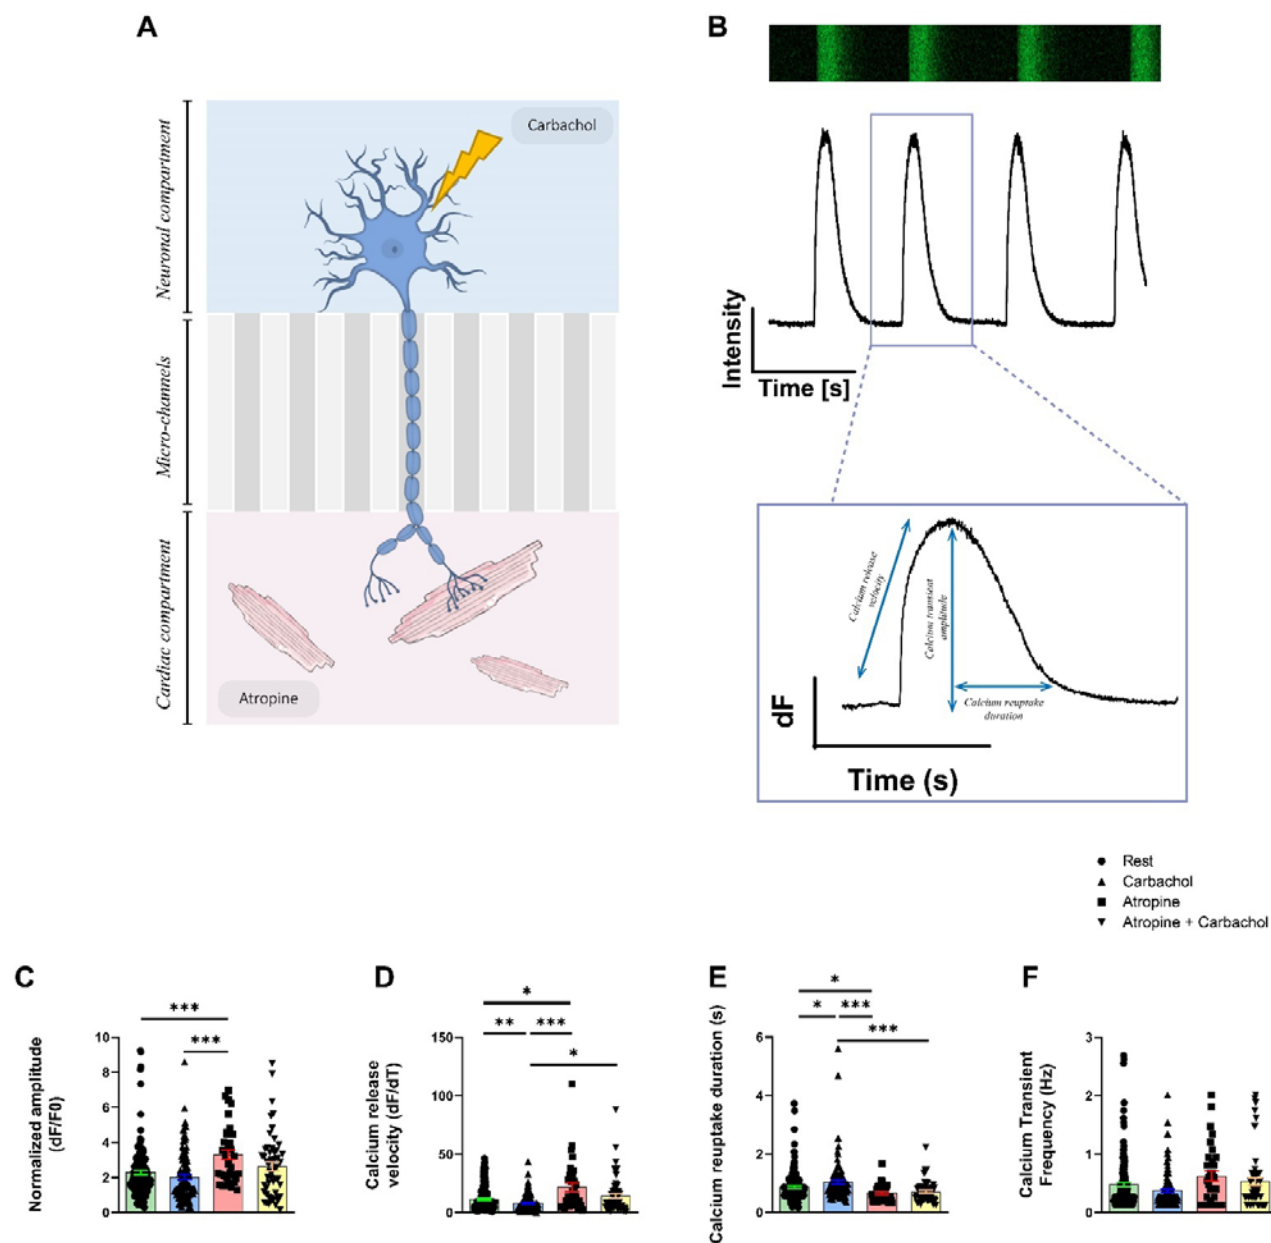 A
B
Neuronal compartment
Micro-channels
Cardiac compartment
Carbachol
Atropine
Intensity
Time [s]
Calcium release
velocity
Calcium transient
amplitude
Calcium reuptake
duration
dF
Time (s)
Rest
Carbachol
Atropine
Atropine + Carbachol
C
Normalized amplitude
(dF/F0)
10
8
6
4
2
0
***
***
D
Calcium release
velocity (dF/dT)
150
100
50
0
*
** ***
*
E
Calcium reuptake duration (s)
6
4
2
0
*
* ***
***
F
Calcium Transient
Frequency (Hz)
3
2
1
0